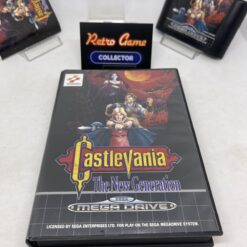 Retro Game
COLLECTOR
KONAMI
Castlevania
The New Generation
SEGA
MEGA DRIVE
LICENSED BY SEGA ENTERPRISES LTD. FOR PLAY ON THE SEGA MEGADRIVE SYSTEM.